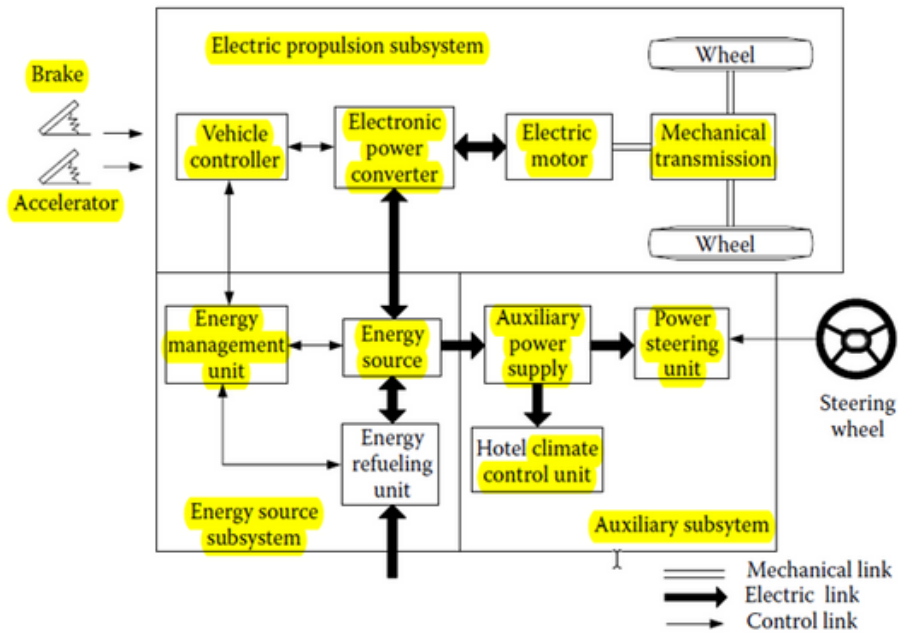 Electric propulsion subsystem
Brake
Accelerator
Vehicle
controller
Electronic
power
converter
Electric
motor
Mechanical
transmission
Wheel
Wheel
Energy
management
unit
Energy
source
Auxiliary
power
supply
Power
steering
unit
Steering
wheel
Energy
refueling
unit
Hotel climate
control unit
Energy source
subsystem
Auxiliary subsytem
Mechanical link
Electric link
Control link